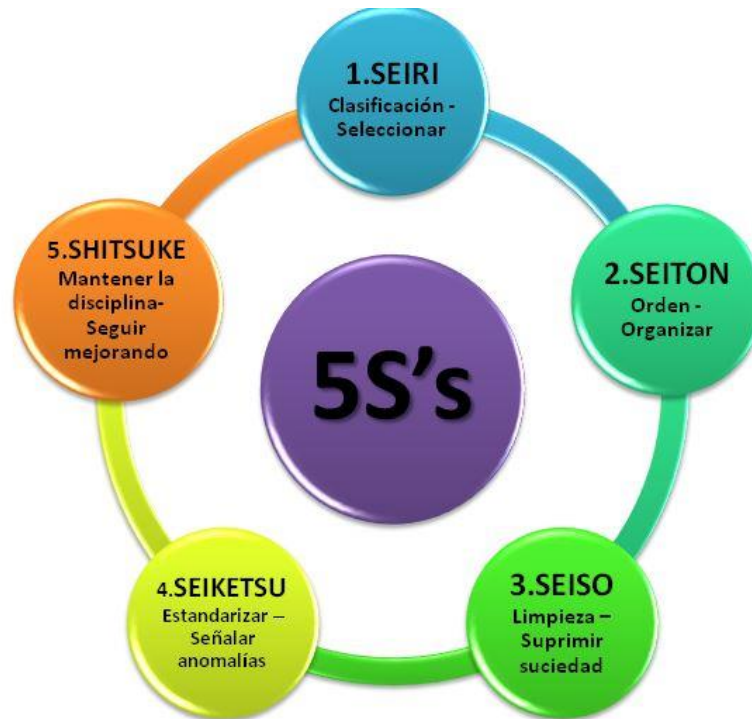 1.SEIRI
Clasificación -
Seleccionar
2.SEITON
Orden -
Organizar
3.SEISO
Limpieza –
Suprimir
suciedad
4.SEIKETSU
Estandarizar –
Señalar
anomalías
5.SHITSUKE
Mantener la
disciplina-
Seguir
mejorando
5S’s